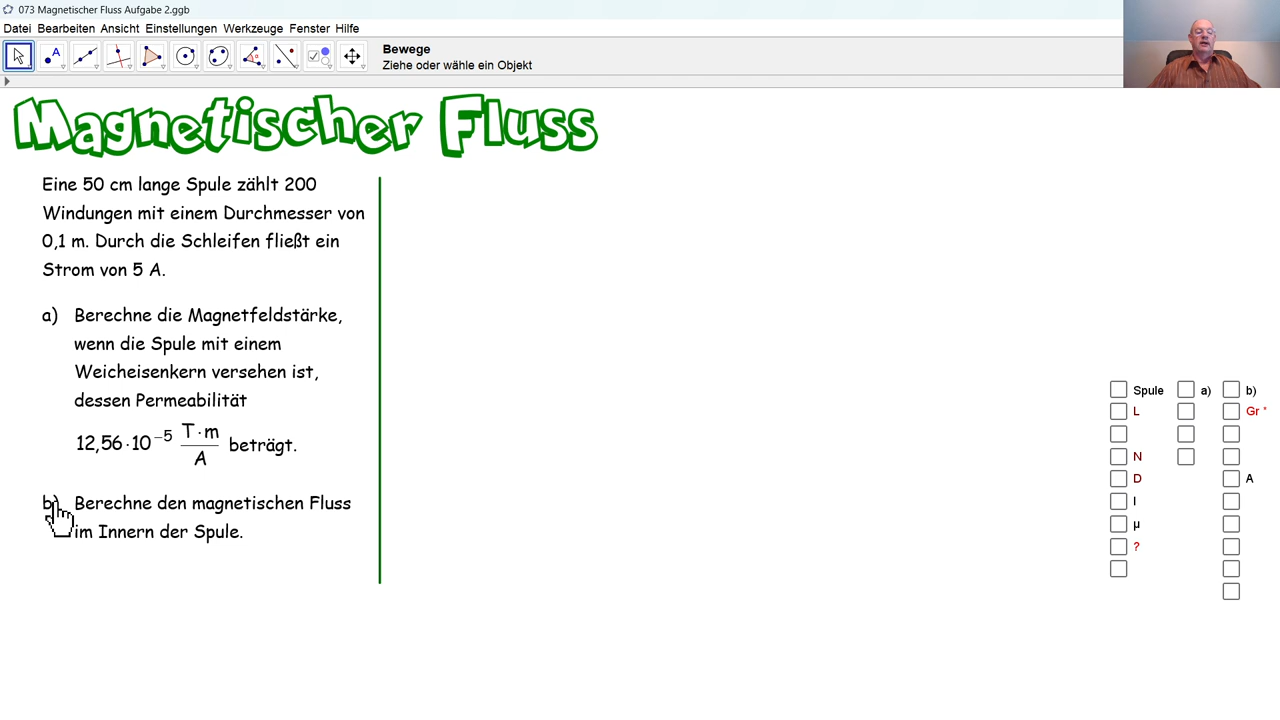 073 Magnetischer Fluss Aufgabe 2.ggb
Datei Bearbeiten Ansicht Einstellungen Werkzeuge Fenster Hilfe
A
Bewege
Ziehe oder wähle ein Objekt
Magnetischer Fluss
Eine 50 cm lange Spule zählt 200
Windungen mit einem Durchmesser von
0,1 m. Durch die Schleifen fließt ein
Strom von 5 A.
a) Berechne die Magnetfeldstärke,
wenn die Spule mit einem
Weicheisenkern versehen ist,
dessen Permeabilität
12,56·10⁻⁵ T·m/A beträgt.
b) Berechne den magnetischen Fluss
im Innern der Spule.
Spule a) b)
L Gr *
N
D A
I
µ
?